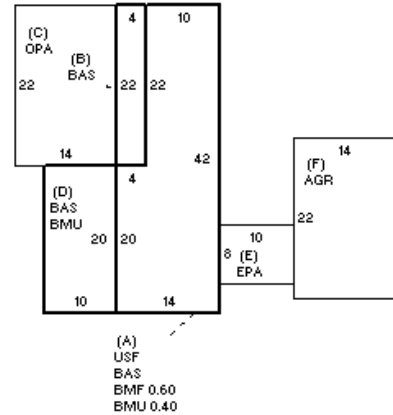 4
10
(C)
OPA
(B)
BAS
22
22
22
14
4
42
14
(F)
AGR
22
(D)
BAS
BMU
20
20
10
8
(E)
EPA
10
14
(A)
USF
BAS
BMF 0.60
BMU 0.40